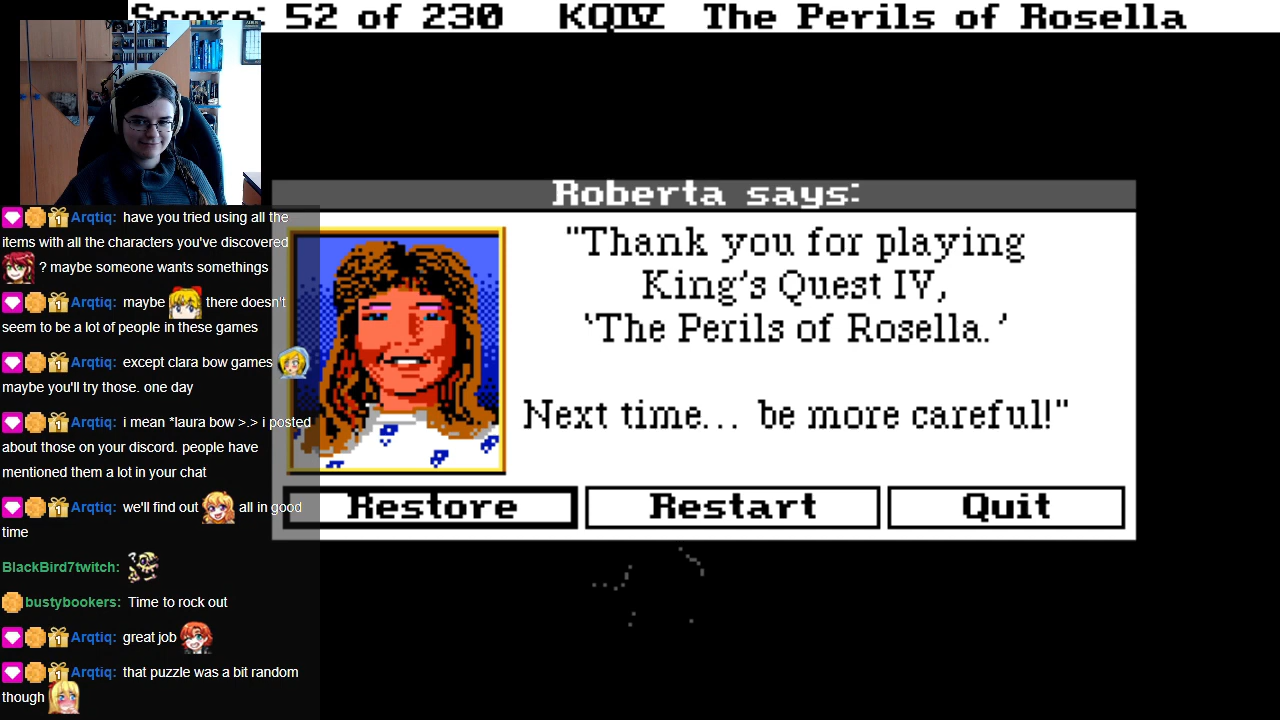 Score: 52 of 230 KQIV The Perils of Rosella
Roberta says:
"Thank you for playing
King's Quest IV,
'The Perils of Rosella.'
Next time... be more careful!"
Restore Restart Quit
Arqtiq: have you tried using all the
items with all the characters you've discovered
? maybe someone wants somethings
Arqtiq: maybe there doesn't
seem to be a lot of people in these games
Arqtiq: except clara bow games
maybe you'll try those. one day
Arqtiq: i mean *laura bow >.> i posted
about those on your discord. people have
mentioned them a lot in your chat
Arqtiq: we'll find out all in good
time
BlackBird7twitch:
bustybookers: Time to rock out
Arqtiq: great job
Arqtiq: that puzzle was a bit random
though